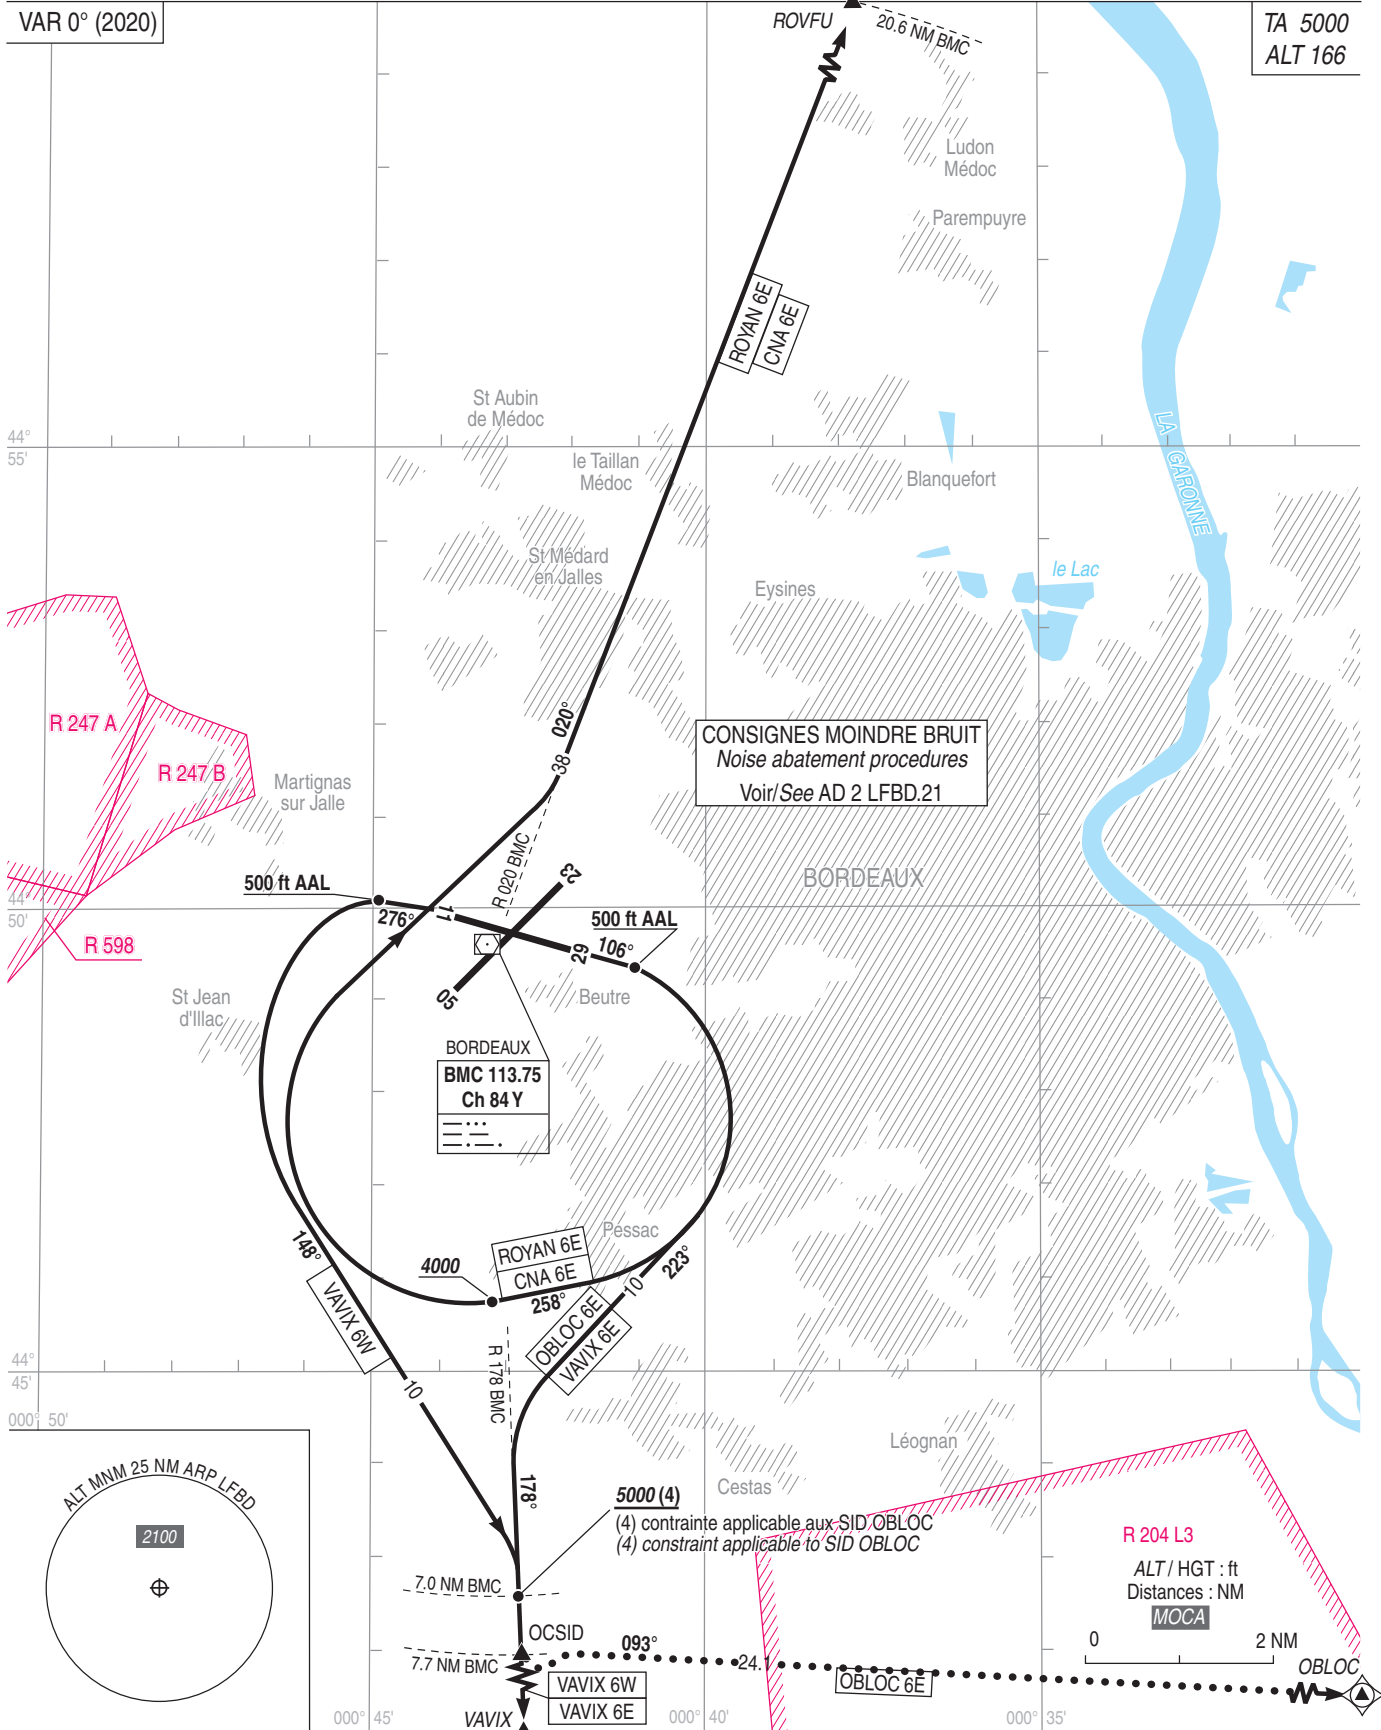 VAR 0° (2020)
ROVFU
20.6 NM BMC
TA 5000
ALT 166
Ludon
Médoc
Parempuyre
ROYAN 6E
CNA 6E
St Aubin
de Médoc
44°
55'
le Taillan
Médoc
Blanquefort
LA GARONNE
St Médard
en Jalles
le Lac
Eysines
R 247 A
020°
38
CONSIGNES MOINDRE BRUIT
Noise abatement procedures
Voir/See AD 2 LFBD.21
R 247 B
Martignas
sur Jalle
R 020 BMC
23
BORDEAUX
500 ft AAL
44°
50'
276°
11
500 ft AAL
106°
29
R 598
05
St Jean
d'Illac
Beutre
BORDEAUX
BMC 113.75
Ch 84 Y
Pessac
148°
4000
ROYAN 6E
CNA 6E
258°
223°
10
VAVIX 6W
OBLOC 6E
VAVIX 6E
R 178 BMC
44°
45'
10
000° 50'
Léognan
Cestas
ALT MNM 25 NM ARP LFBD
2100
178°
5000 (4)
(4) contrainte applicable aux SID OBLOC
(4) constraint applicable to SID OBLOC
R 204 L3
ALT / HGT : ft
Distances : NM
MOCA
0 2 NM
7.0 NM BMC
OCSID
7.7 NM BMC
093°
24.1
OBLOC
VAVIX 6W
VAVIX 6E
OBLOC 6E
VAVIX
000° 45'
000° 40'
000° 35'